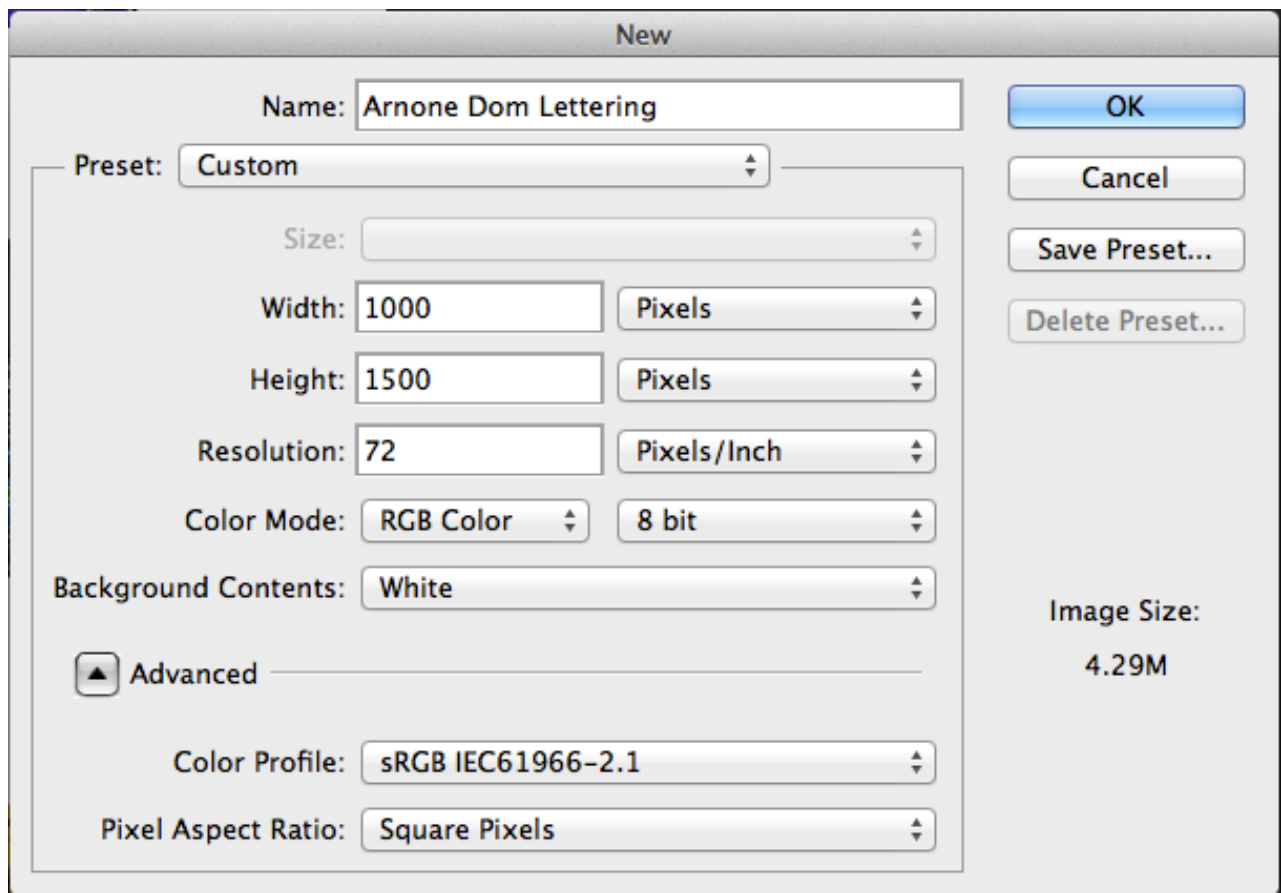 New
Name: Arnone Dom Lettering
OK
Preset: Custom
Cancel
Size:
Save Preset...
Width: 1000 Pixels
Delete Preset...
Height: 1500 Pixels
Resolution: 72 Pixels/Inch
Color Mode: RGB Color 8 bit
Background Contents: White
Image Size:
4.29M
Advanced
Color Profile: sRGB IEC61966-2.1
Pixel Aspect Ratio: Square Pixels